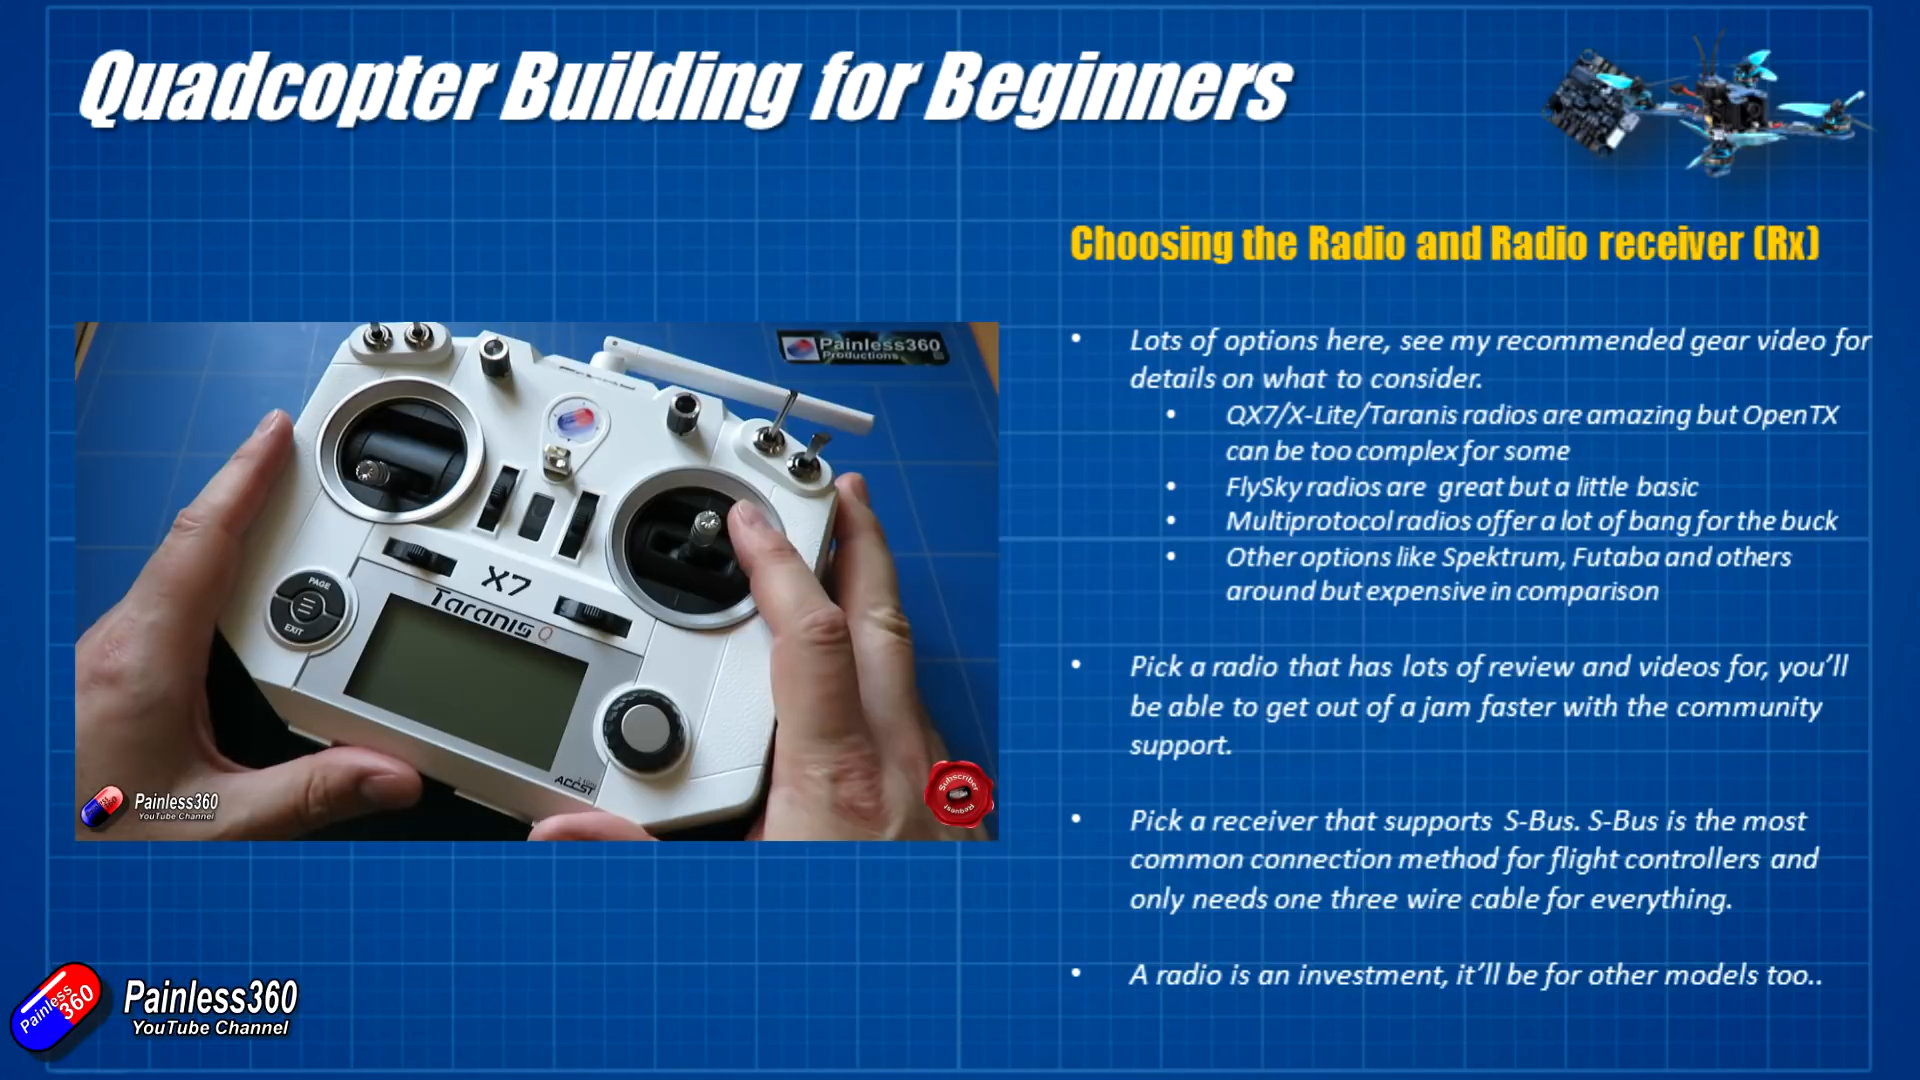 Quadcopter Building for Beginners
Choosing the Radio and Radio receiver (Rx)
• Lots of options here, see my recommended gear video for
details on what to consider.
• QX7/X-Lite/Taranis radios are amazing but OpenTX
can be too complex for some
• FlySky radios are great but a little basic
• Multiprotocol radios offer a lot of bang for the buck
• Other options like Spektrum, Futaba and others
around but expensive in comparison
• Pick a radio that has lots of review and videos for, you'll
be able to get out of a jam faster with the community
support.
• Pick a receiver that supports S-Bus. S-Bus is the most
common connection method for flight controllers and
only needs one three wire cable for everything.
• A radio is an investment, it'll be for other models too..
Painless360
Productions
PAGE
EXIT
X7
Taranis Q
ACCST
Painless360
YouTube Channel
Subscriber
Request
Painless
360
Painless360
YouTube Channel